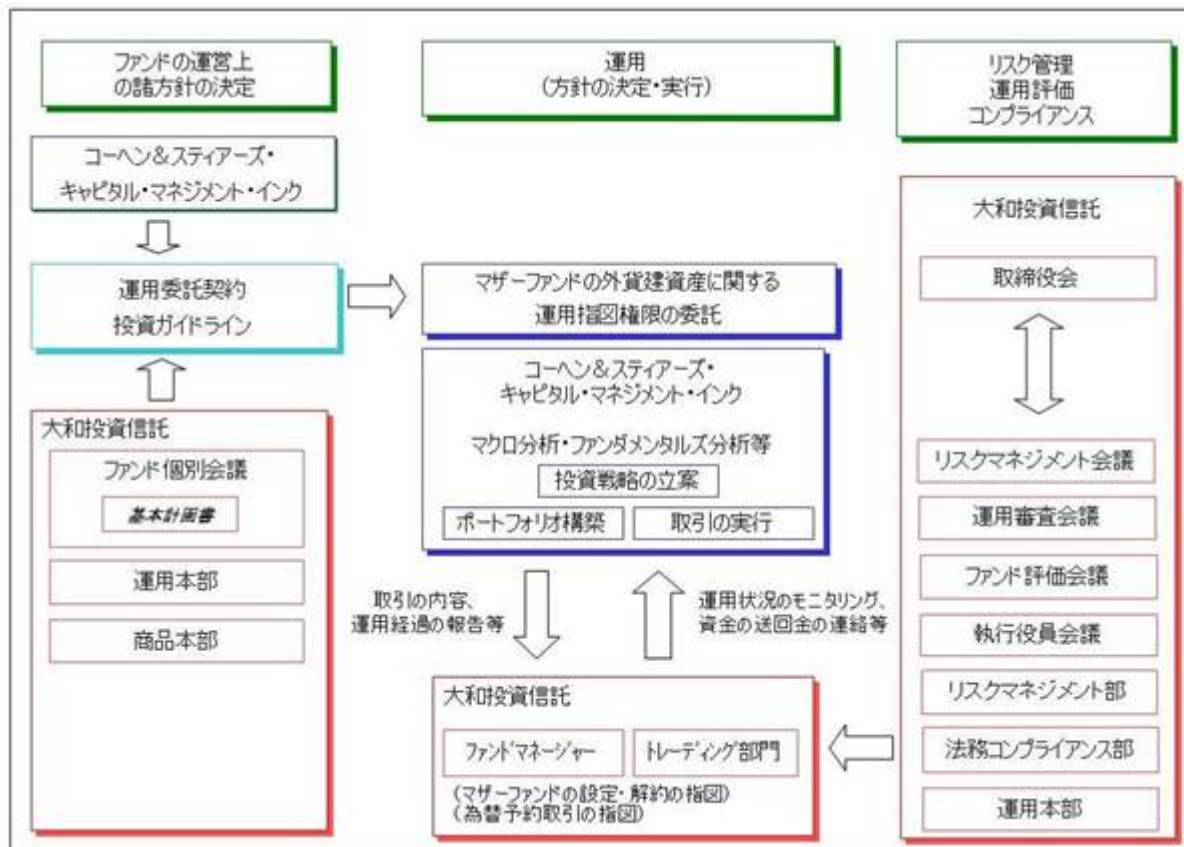 ファンドの運営上
の諸方針の決定
運用
(方針の決定・実行)
リスク管理
運用評価
コンプライアンス
コーヘン&スティアーズ・
キャピタル・マネジメント・インク
運用委託契約
投資ガイドライン
大和投資信託
ファンド個別会議
基本計画書
運用本部
商品本部
マザーファンドの外貨建資産に関する
運用指図権限の委託
コーヘン&スティアーズ・
キャピタル・マネジメント・インク
マクロ分析・ファンダメンタルズ分析等
投資戦略の立案
ポートフォリオ構築
取引の実行
取引の内容、
運用経過の報告等
運用状況のモニタリング、
資金の送回金の連絡等
大和投資信託
ファンドマネージャー
トレーディング部門
(マザーファンドの設定・解約の指図)
(為替予約取引の指図)
大和投資信託
取締役会
リスクマネジメント会議
運用審査会議
ファンド評価会議
執行役員会議
リスクマネジメント部
法務コンプライアンス部
運用本部